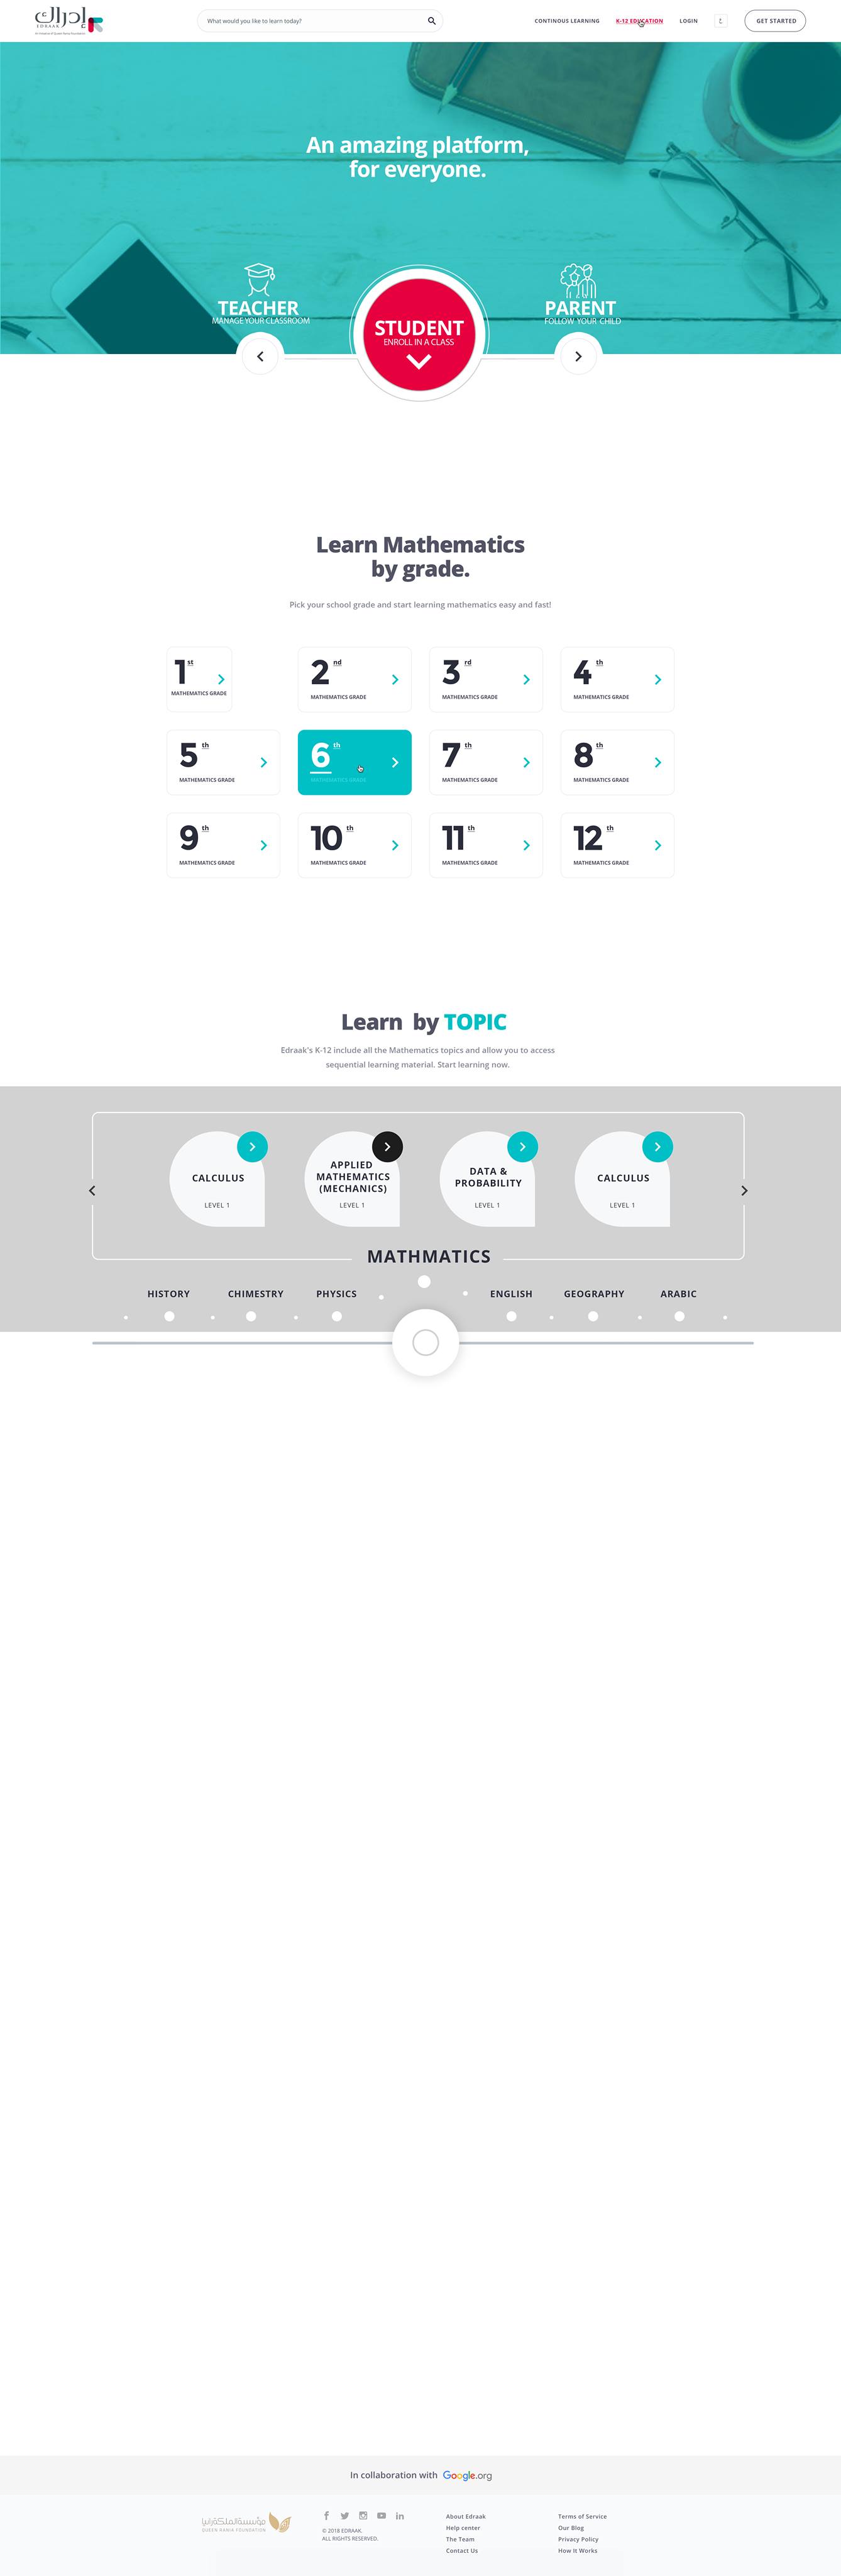 ادراك
EDRAAK
What would you like to learn today?
CONTINOUS LEARNING
K-12 EDUCATION
LOGIN
ع
GET STARTED
An amazing platform,
for everyone.
TEACHER
MANAGE YOUR CLASSROOM
STUDENT
ENROLL IN A CLASS
PARENT
FOLLOW YOUR CHILD
Learn Mathematics
by grade.
Pick your school grade and start learning mathematics easy and fast!
1st
MATHEMATICS GRADE
2nd
MATHEMATICS GRADE
3rd
MATHEMATICS GRADE
4th
MATHEMATICS GRADE
5th
MATHEMATICS GRADE
6th
MATHEMATICS GRADE
7th
MATHEMATICS GRADE
8th
MATHEMATICS GRADE
9th
MATHEMATICS GRADE
10th
MATHEMATICS GRADE
11th
MATHEMATICS GRADE
12th
MATHEMATICS GRADE
Learn by TOPIC
Edraak's K-12 include all the Mathematics topics and allow you to access
sequential learning material. Start learning now.
CALCULUS
LEVEL 1
APPLIED
MATHEMATICS
(MECHANICS)
LEVEL 1
DATA &
PROBABILITY
LEVEL 1
CALCULUS
LEVEL 1
MATHMATICS
HISTORY
CHIMESTRY
PHYSICS
ENGLISH
GEOGRAPHY
ARABIC
In collaboration with Google.org
مؤسسة الملكة رانيا
QUEEN RANIA FOUNDATION
© 2018 EDRAAK.
ALL RIGHTS RESERVED.
About Edraak
Help center
The Team
Contact Us
Terms of Service
Our Blog
Privacy Policy
How It Works